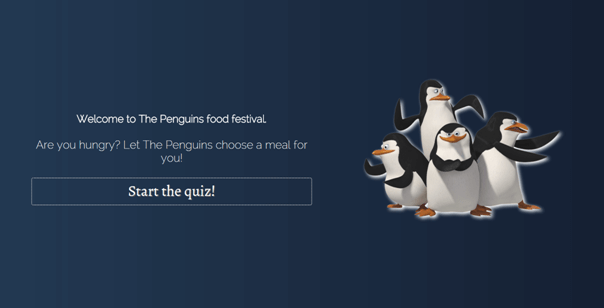 Welcome to The Penguins food festival.
Are you hungry? Let The Penguins choose a meal for
you!
Start the quiz!